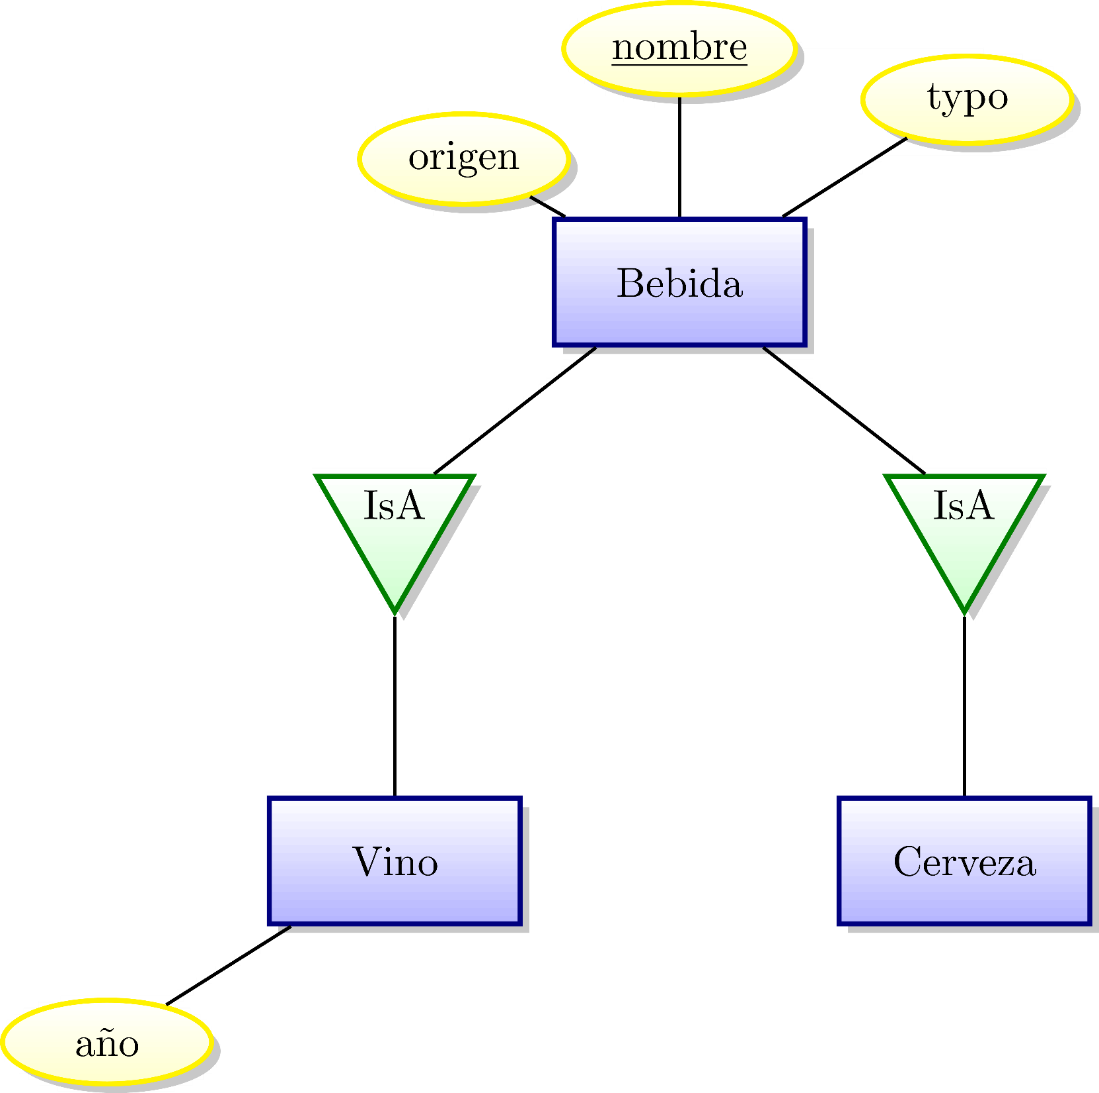 nombre
typo
origen
Bebida
IsA
IsA
Vino
Cerveza
año